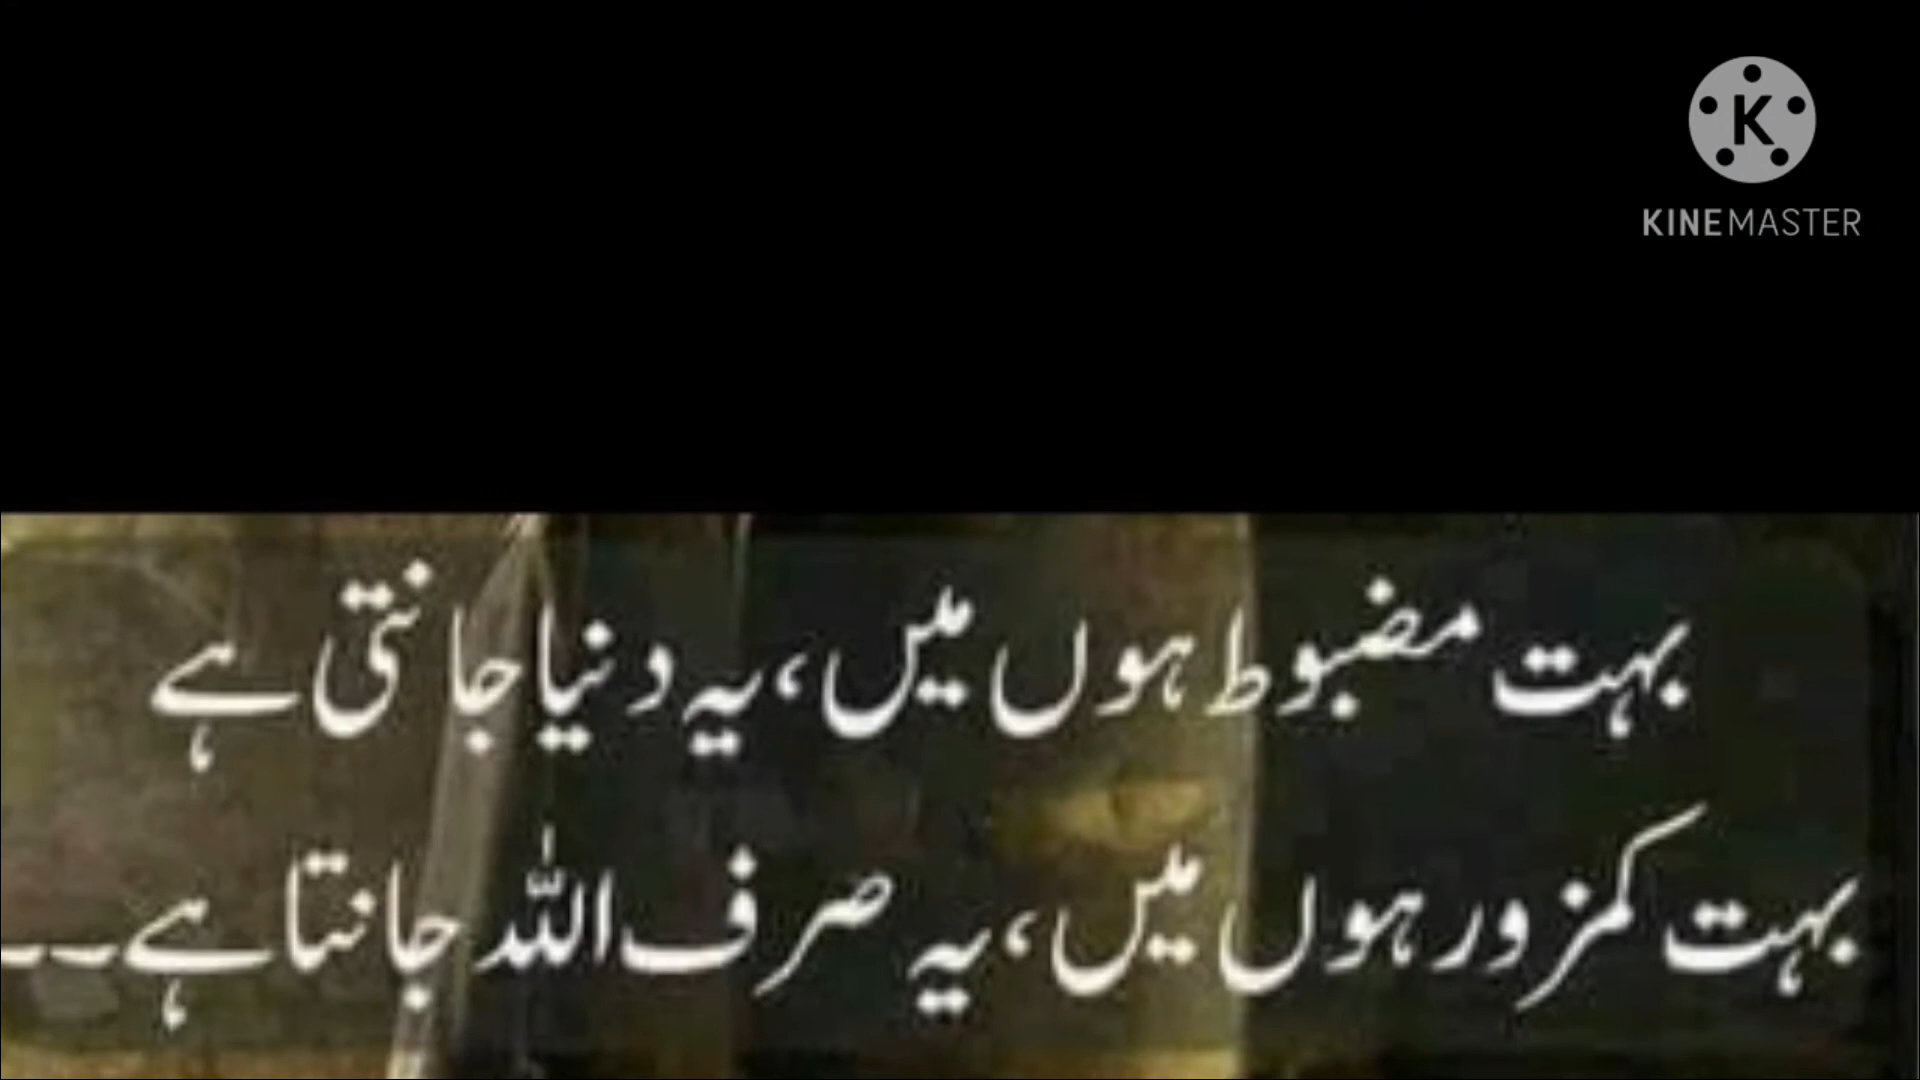 KINEMASTER
بہت مضبوط ہوں میں، یہ دنیا جانتی ہے
بہت کمزور ہوں میں، یہ صرف اللہ جانتا ہے۔۔